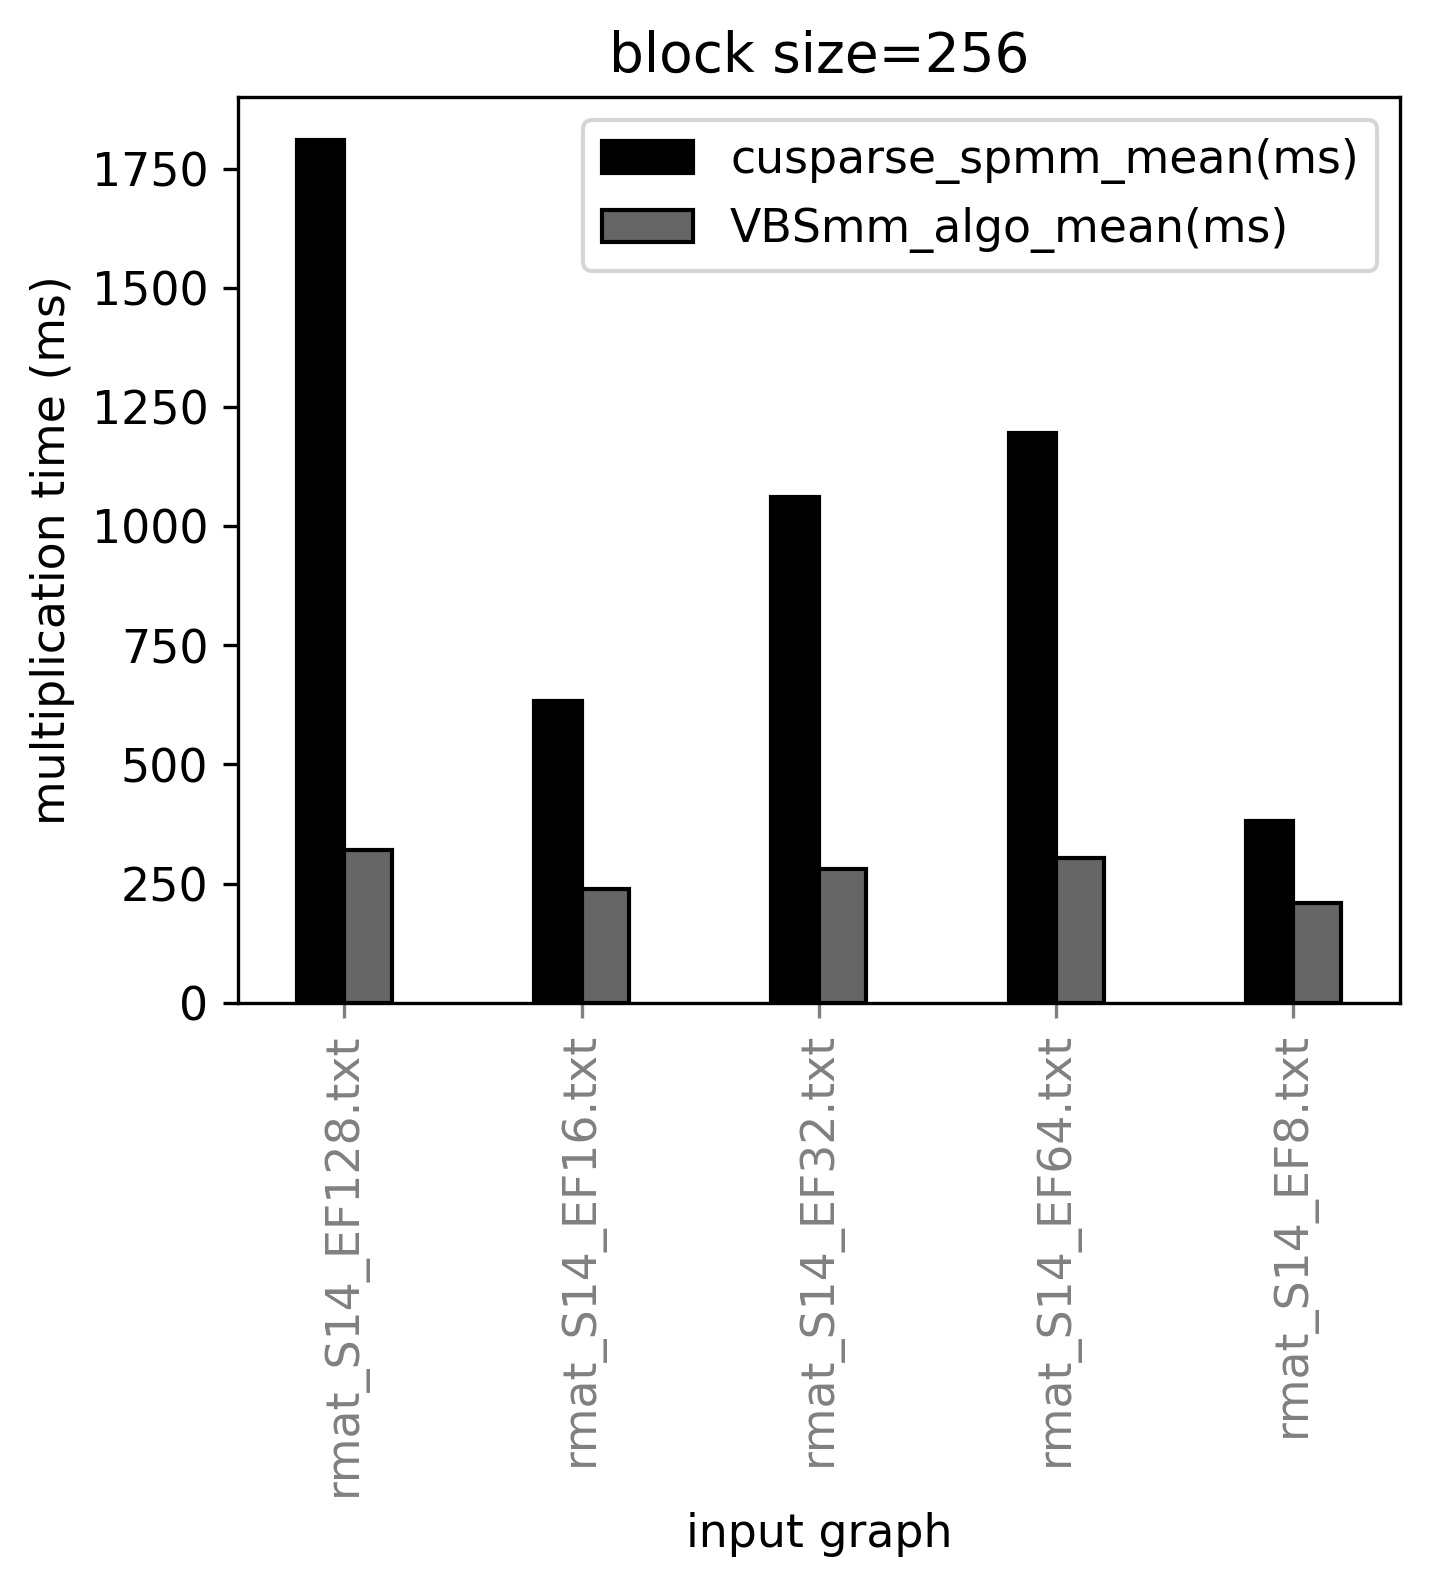 block size=256
cusparse_spmm_mean(ms)
VBSmm_algo_mean(ms)
multiplication time (ms)
1750
1500
1250
1000
750
500
250
0
rmat_S14_EF128.txt
rmat_S14_EF16.txt
rmat_S14_EF32.txt
rmat_S14_EF64.txt
rmat_S14_EF8.txt
input graph